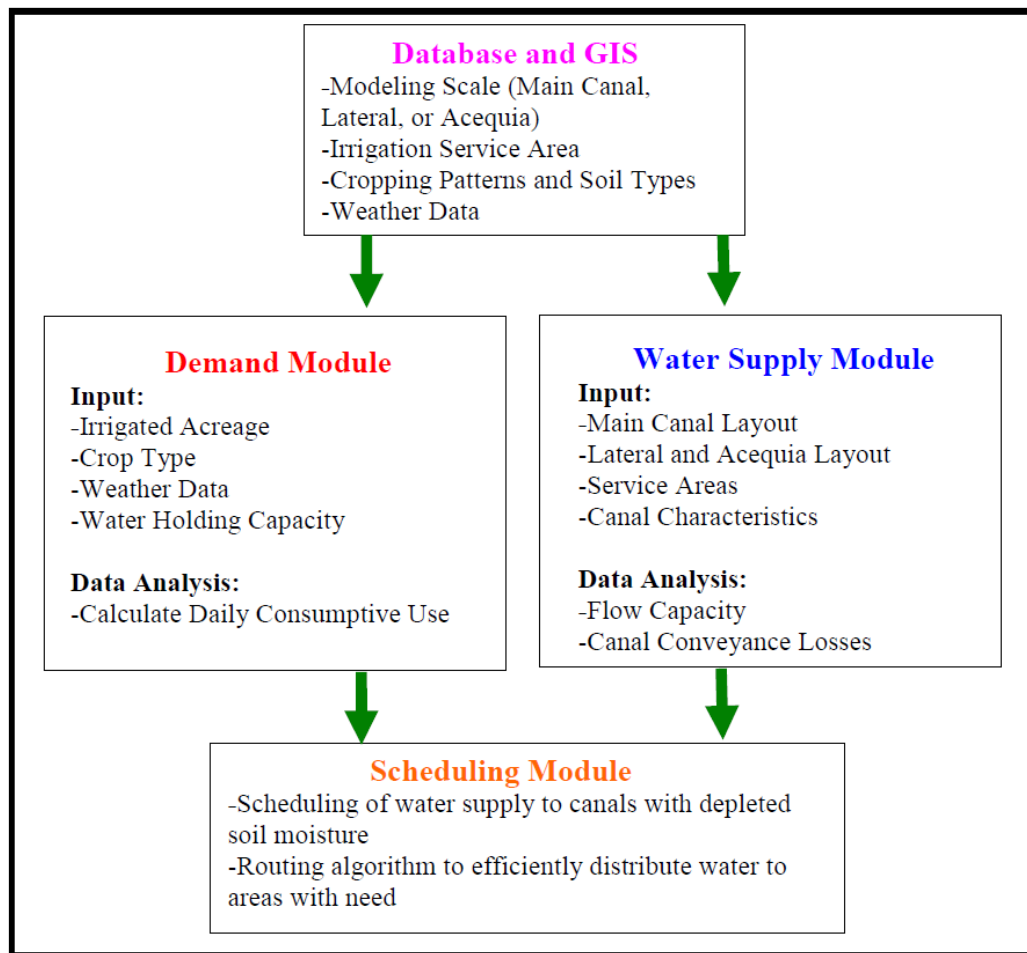 Database and GIS
-Modeling Scale (Main Canal,
Lateral, or Acequia)
-Irrigation Service Area
-Cropping Patterns and Soil Types
-Weather Data
Demand Module
Input:
-Irrigated Acreage
-Crop Type
-Weather Data
-Water Holding Capacity
Data Analysis:
-Calculate Daily Consumptive Use
Water Supply Module
Input:
-Main Canal Layout
-Lateral and Acequia Layout
-Service Areas
-Canal Characteristics
Data Analysis:
-Flow Capacity
-Canal Conveyance Losses
Scheduling Module
-Scheduling of water supply to canals with depleted
soil moisture
-Routing algorithm to efficiently distribute water to
areas with need